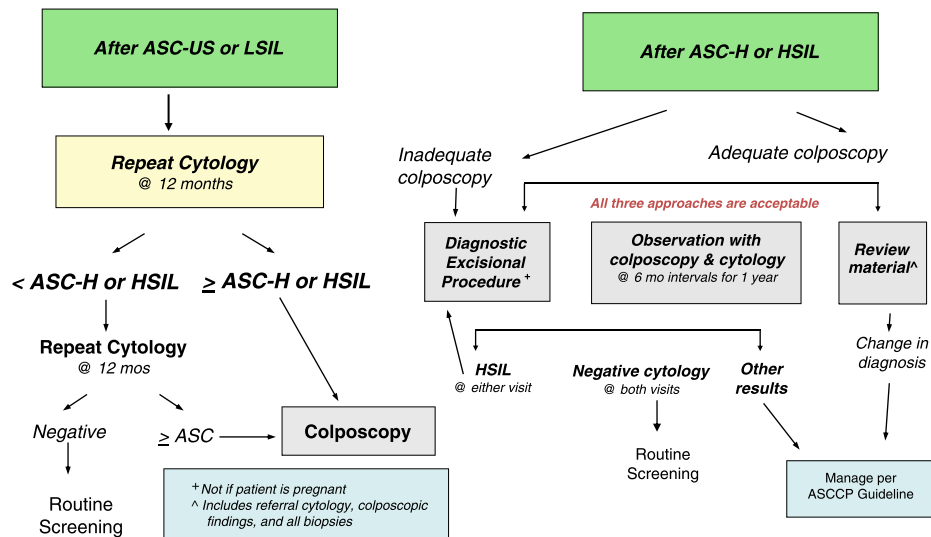 After ASC-US or LSIL
Repeat Cytology
@ 12 months
< ASC-H or HSIL
≥ ASC-H or HSIL
Repeat Cytology
@ 12 mos
Negative
≥ ASC
Colposcopy
Routine
Screening
+ Not if patient is pregnant
^ Includes referral cytology, colposcopic
findings, and all biopsies
After ASC-H or HSIL
Inadequate
colposcopy
Adequate colposcopy
All three approaches are acceptable
Diagnostic
Excisional
Procedure +
Observation with
colposcopy & cytology
@ 6 mo intervals for 1 year
Review
material^
HSIL
@ either visit
Negative cytology
@ both visits
Other
results
Change in
diagnosis
Routine
Screening
Manage per
ASCCP Guideline